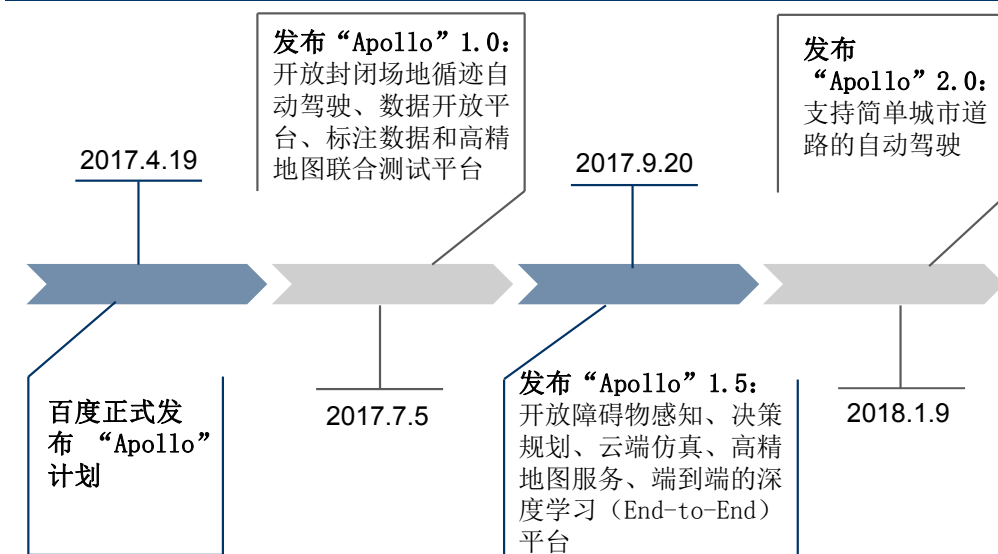 发布“Apollo”1.0：
开放封闭场地循迹自
动驾驶、数据开放平
台、标注数据和高精
地图联合测试平台
发布
“Apollo”2.0：
支持简单城市道
路的自动驾驶
2017.4.19
2017.9.20
百度正式发
布 “Apollo”
计划
2017.7.5
发布“Apollo”1.5：
开放障碍物感知、决策
规划、云端仿真、高精
地图服务、端到端的深
度学习（End-to-End）
平台
2018.1.9